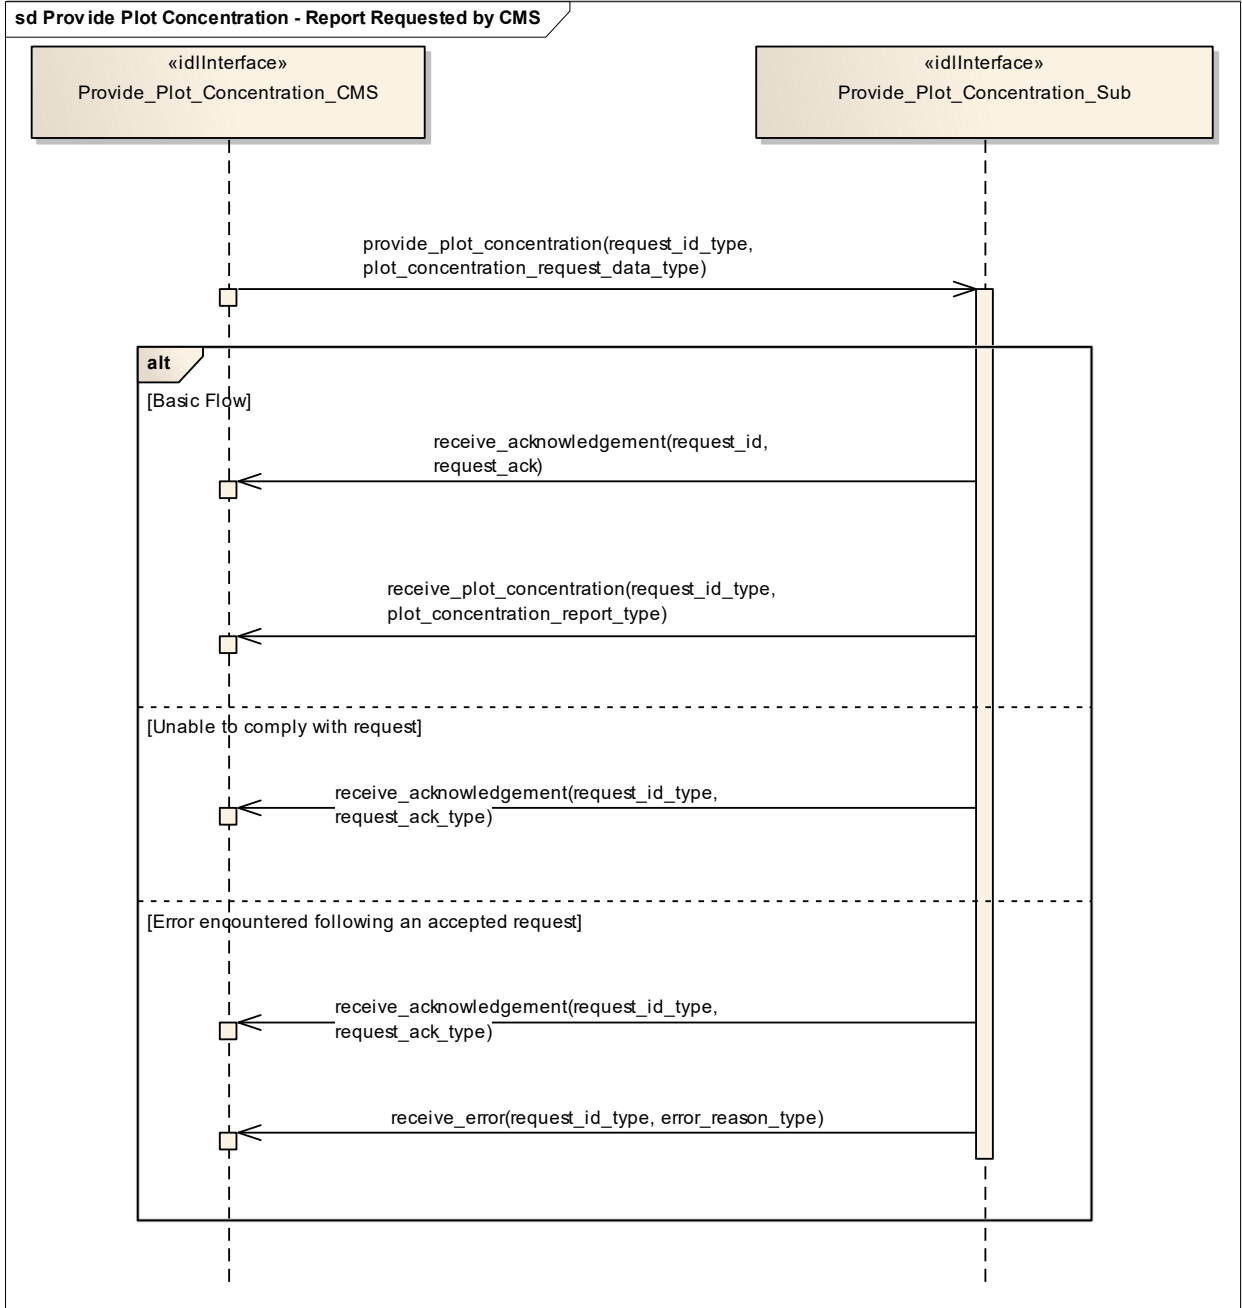 sd Provide Plot Concentration - Report Requested by CMS
«idlInterface»
Provide_Plot_Concentration_CMS
«idlInterface»
Provide_Plot_Concentration_Sub
provide_plot_concentration(request_id_type,
plot_concentration_request_data_type)
alt
[Basic Flow]
receive_acknowledgement(request_id,
request_ack)
receive_plot_concentration(request_id_type,
plot_concentration_report_type)
[Unable to comply with request]
receive_acknowledgement(request_id_type,
request_ack_type)
[Error encountered following an accepted request]
receive_acknowledgement(request_id_type,
request_ack_type)
receive_error(request_id_type, error_reason_type)